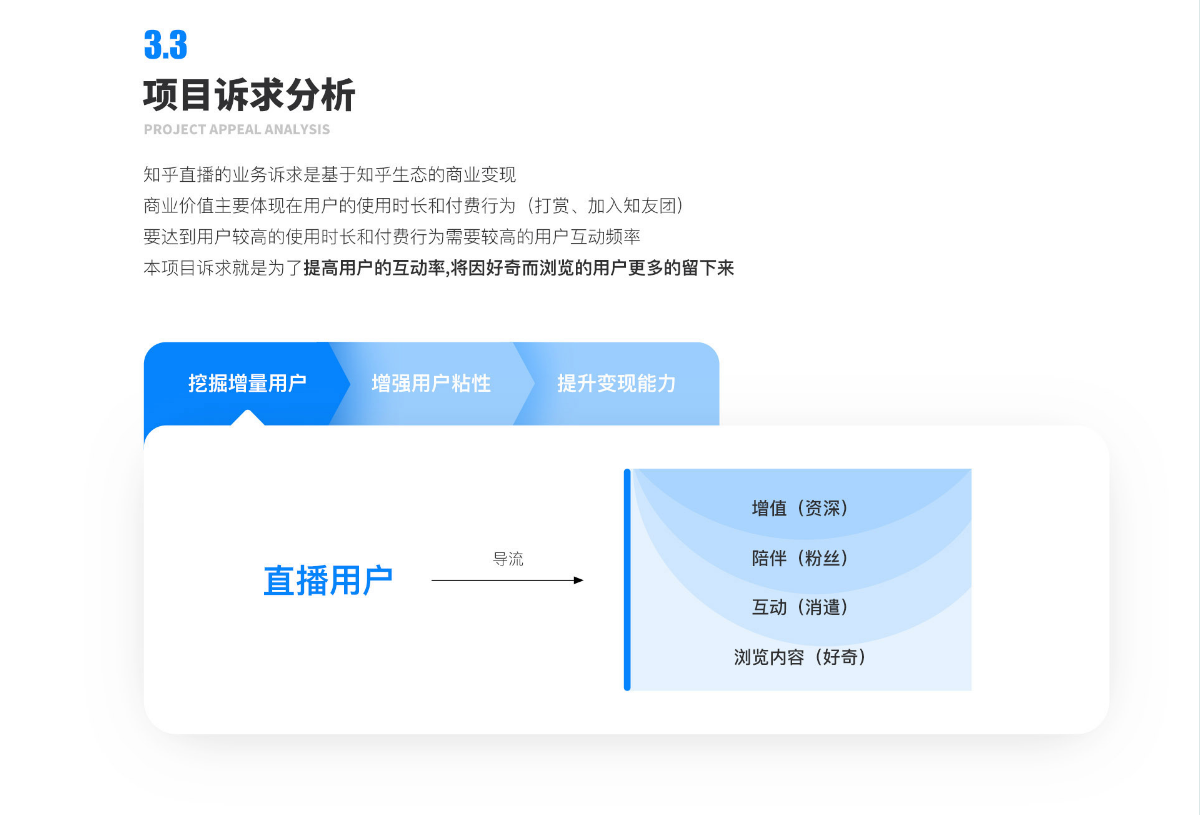 3.3
项目诉求分析
PROJECT APPEAL ANALYSIS
知乎直播的业务诉求是基于知乎生态的商业变现
商业价值主要体现在用户的使用时长和付费行为（打赏、加入知友团）
要达到用户较高的使用时长和付费行为需要较高的用户互动频率
本项目诉求就是为了提高用户的互动率,将因好奇而浏览的用户更多的留下来
挖掘增量用户
增强用户粘性
提升变现能力
直播用户
导流
增值（资深）
陪伴（粉丝）
互动（消遣）
浏览内容（好奇）